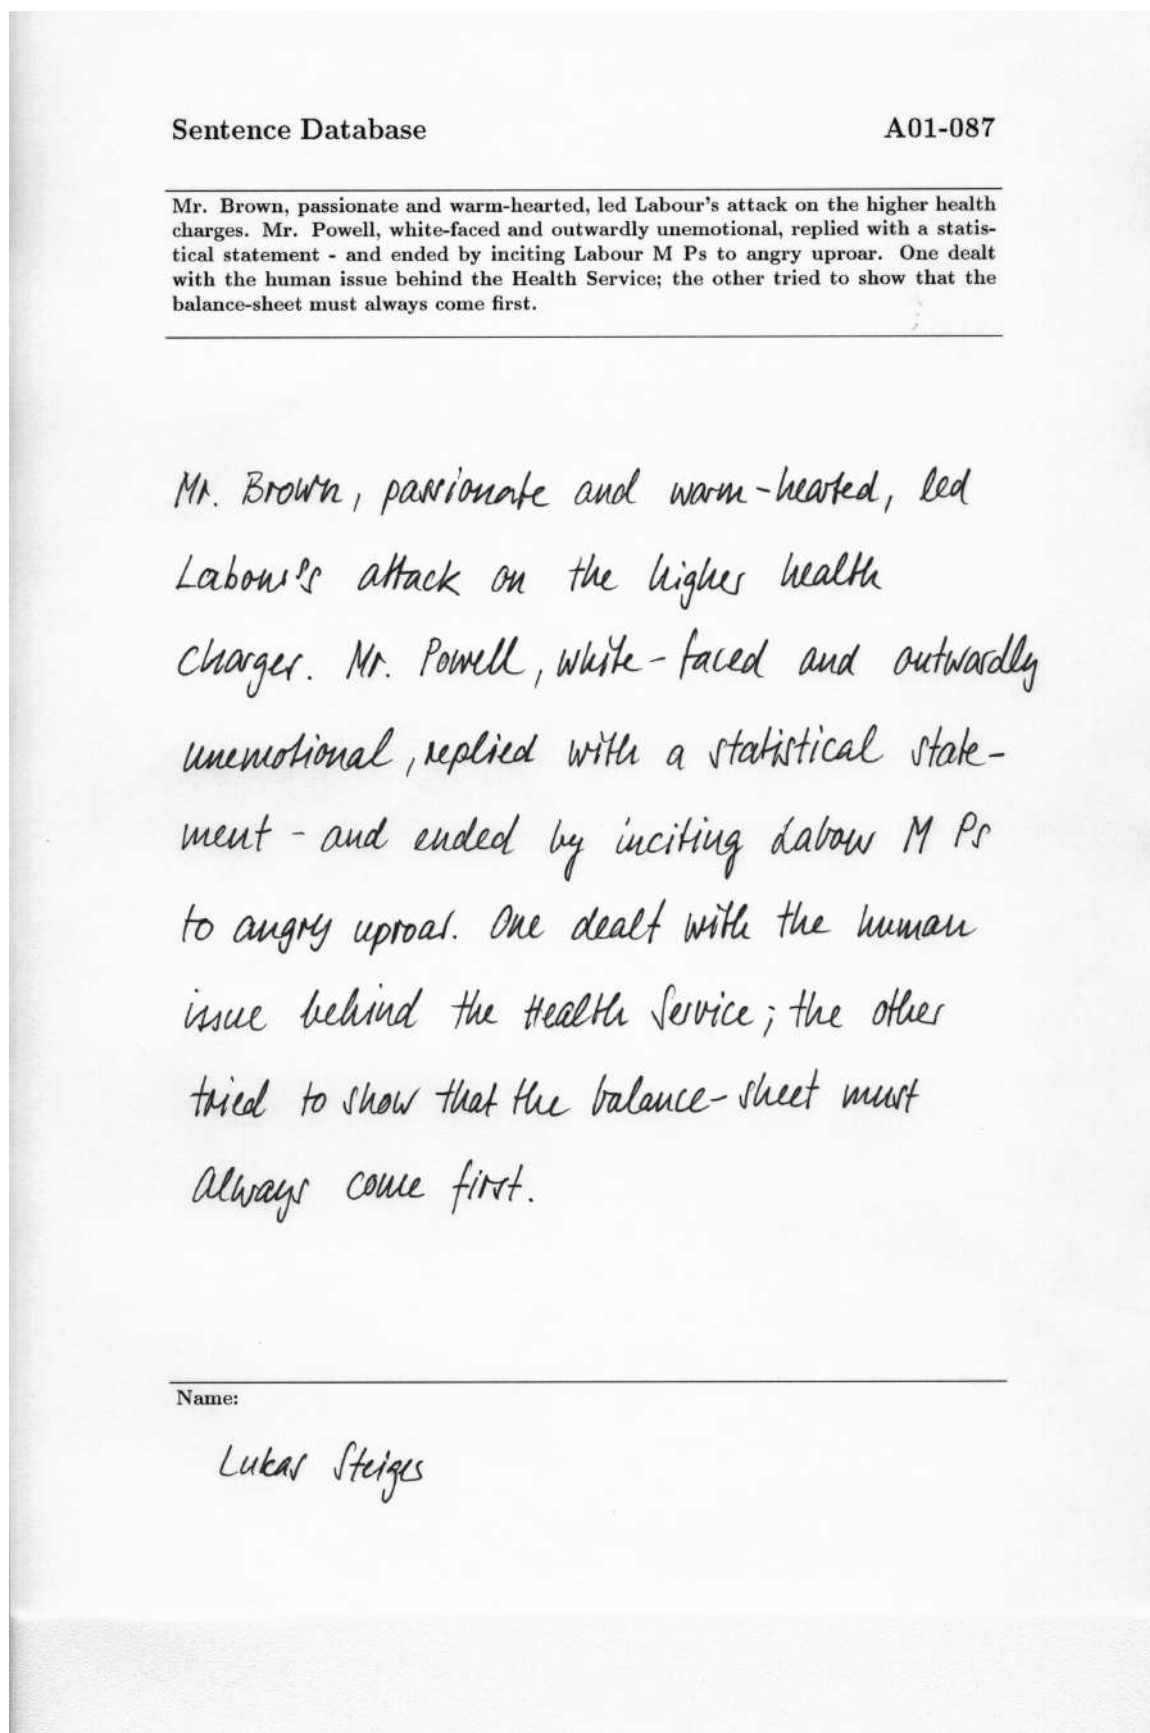 Sentence Database A01-087
Mr. Brown, passionate and warm-hearted, led Labour's attack on the higher health
charges. Mr. Powell, white-faced and outwardly unemotional, replied with a statis-
tical statement - and ended by inciting Labour M Ps to angry uproar. One dealt
with the human issue behind the Health Service; the other tried to show that the
balance-sheet must always come first.
Mr. Brown, passionate and warm-hearted, led
Labour's attack on the higher health
charges. Mr. Powell, white-faced and outwardly
unemotional, replied with a statistical state-
ment - and ended by inciting Labour M Ps
to angry uproar. One dealt with the human
issue behind the Health Service; the other
tried to show that the balance-sheet must
always come first.
Name:
Lukas Steiger